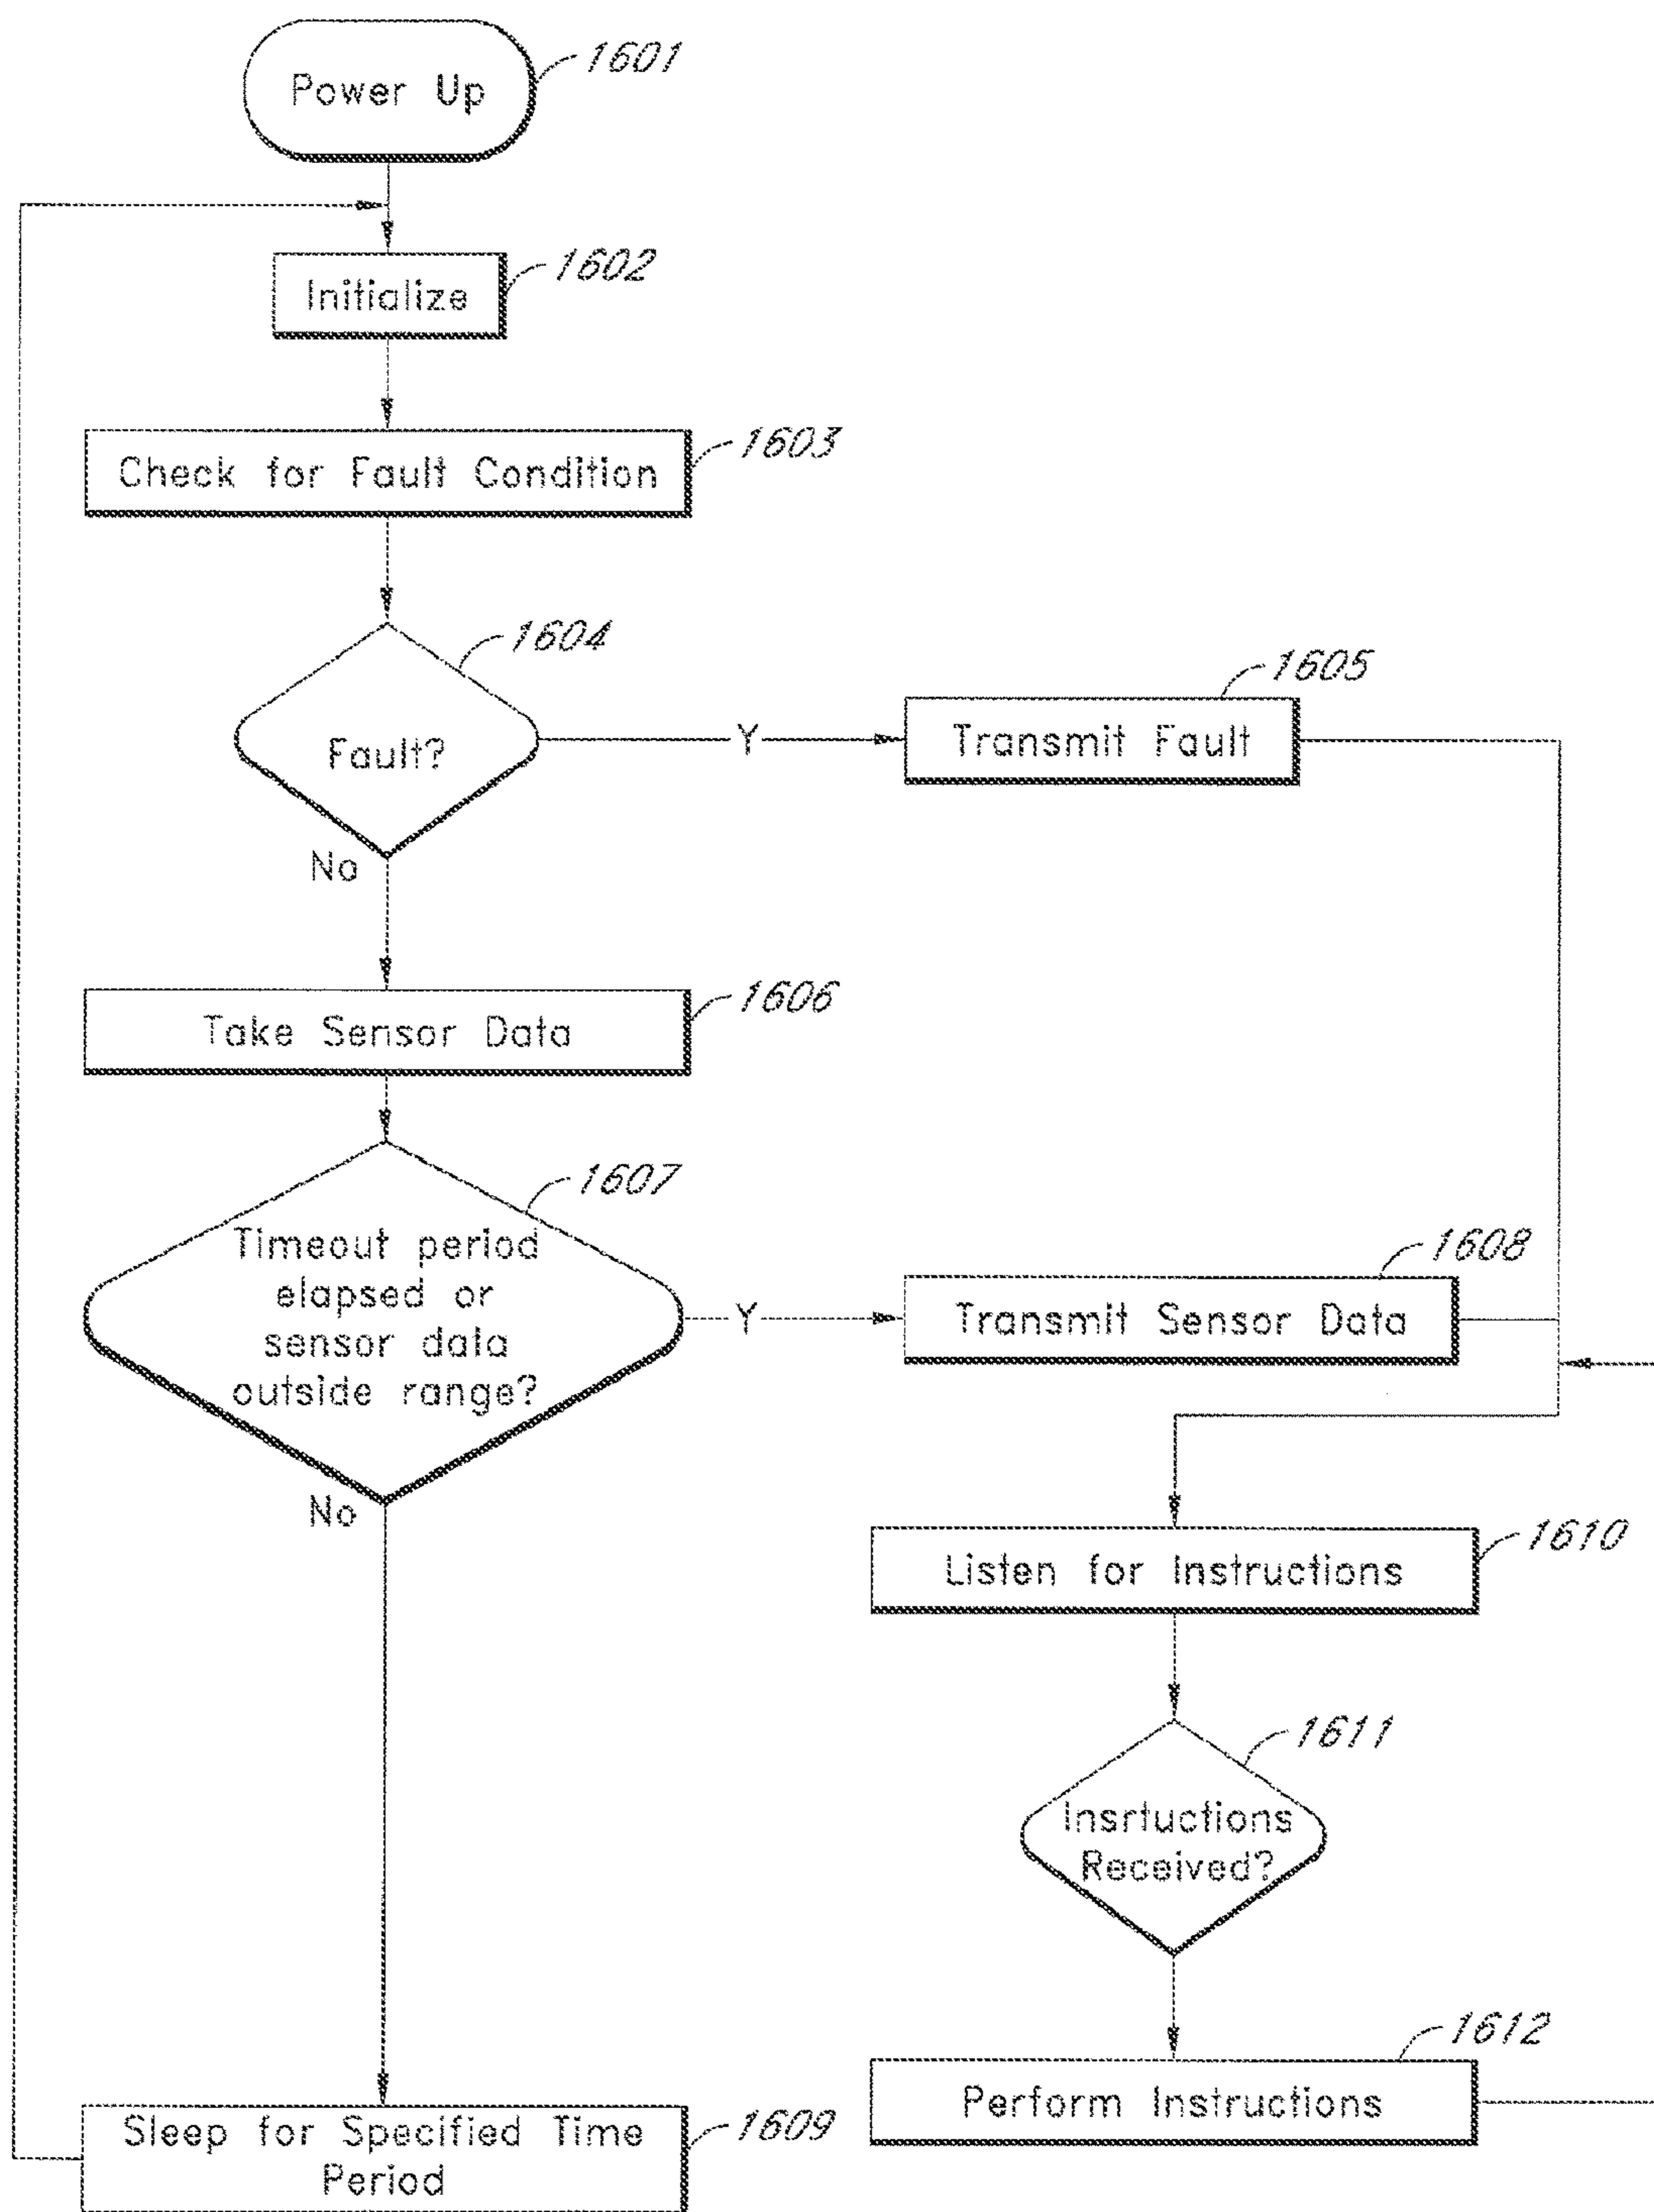 Power Up
1601
Initialize
1602
Check for Fault Condition
1603
Fault?
1604
Y
Transmit Fault
1605
No
Take Sensor Data
1606
Timeout period
elapsed or
sensor data
outside range?
1607
Y
Transmit Sensor Data
1608
No
Listen for Instructions
1610
Insrtuctions
Received?
1611
Perform Instructions
1612
Sleep for Specified Time
Period
1609